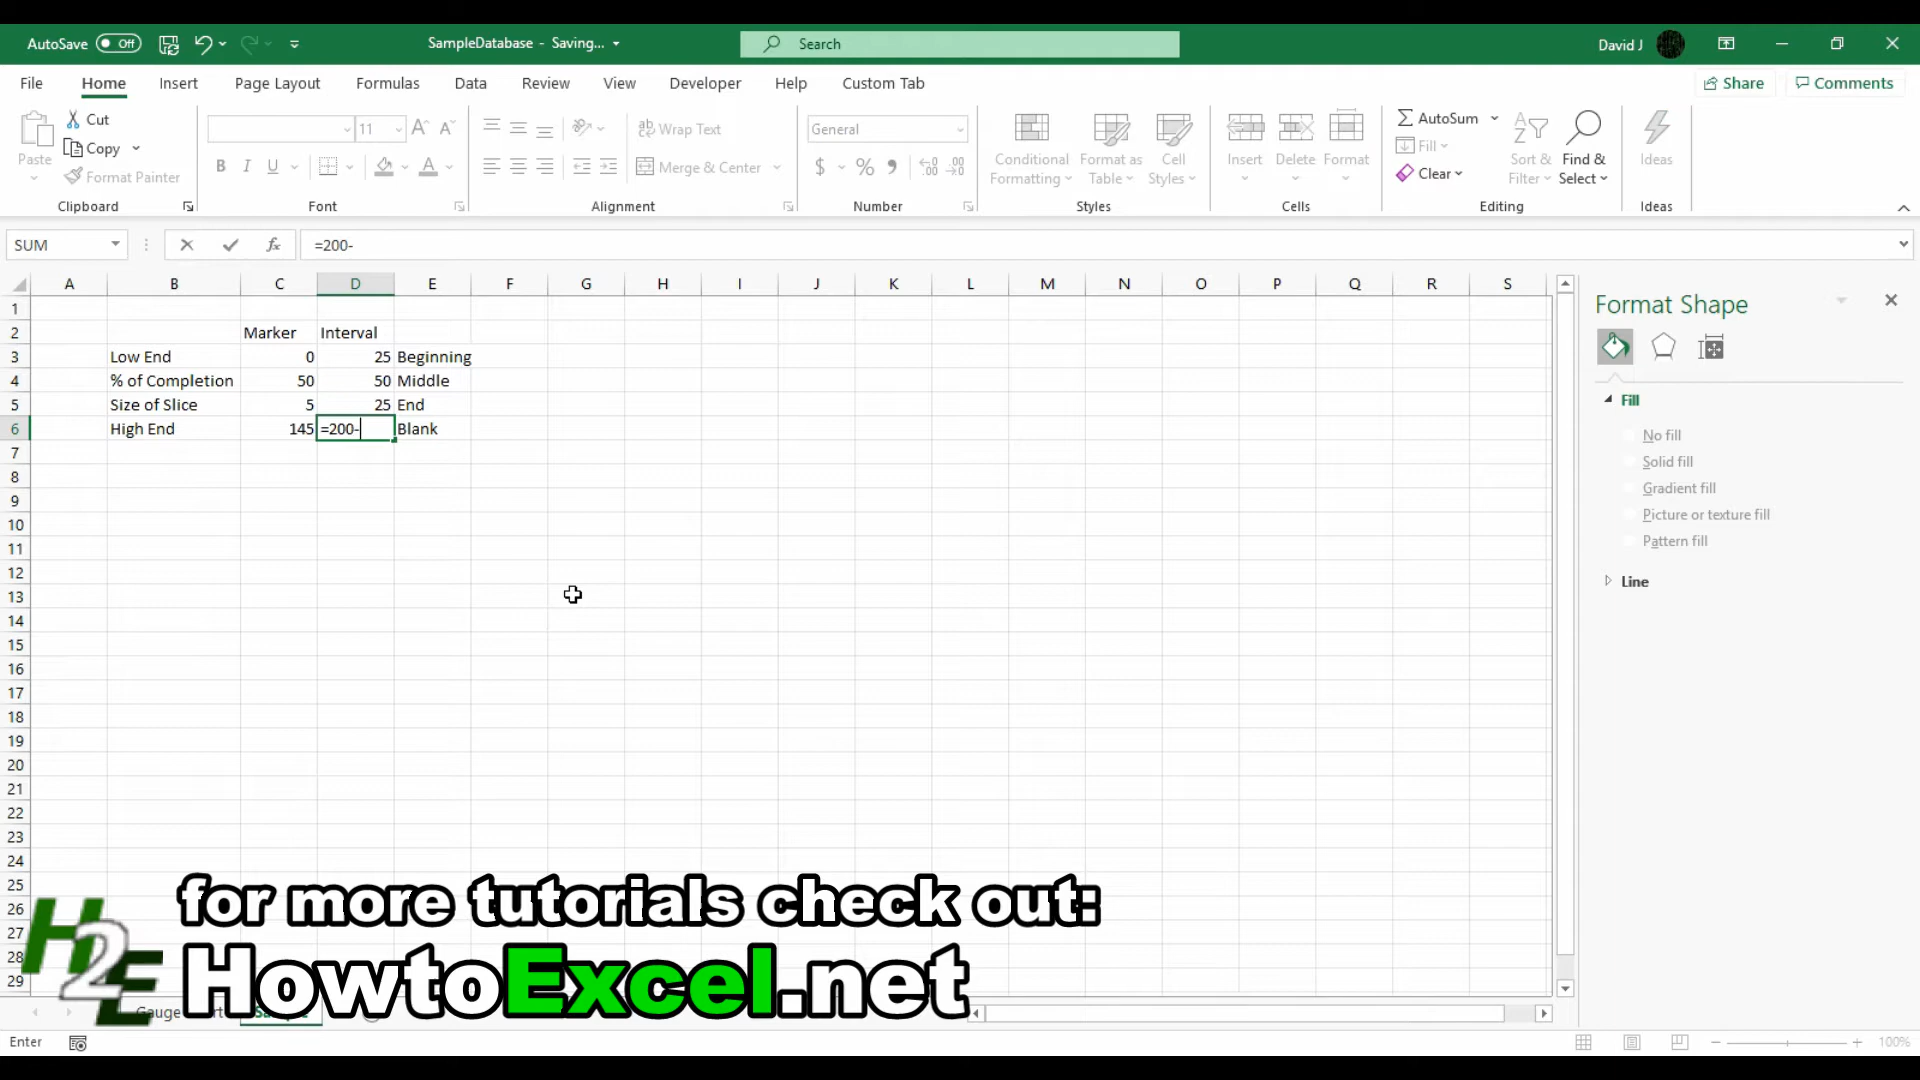 AutoSave Off SampleDatabase - Saving... Search David J
File Home Insert Page Layout Formulas Data Review View Developer Help Custom Tab Share Comments
Paste Cut Copy Format Painter Clipboard
11 B I U Font
Wrap Text Merge & Center Alignment
General $ % Number
Conditional Formatting Format as Table Cell Styles Styles
Insert Delete Format Cells
AutoSum Fill Clear Sort & Filter Find & Select Editing
Ideas Ideas
SUM fx =200-
A B C D E F G H I J K L M N O P Q R S
1
2 Marker Interval
3 Low End 0 25 Beginning
4 % of Completion 50 50 Middle
5 Size of Slice 5 25 End
6 High End 145 =200- Blank
7
8
9
10
11
12
13
14
15
16
17
18
19
20
21
22
23
24
25
26
27
28
29
Format Shape
Fill
No fill
Solid fill
Gradient fill
Picture or texture fill
Pattern fill
Line
for more tutorials check out:
H2E HowtoExcel.net
Gauge
Enter 100%